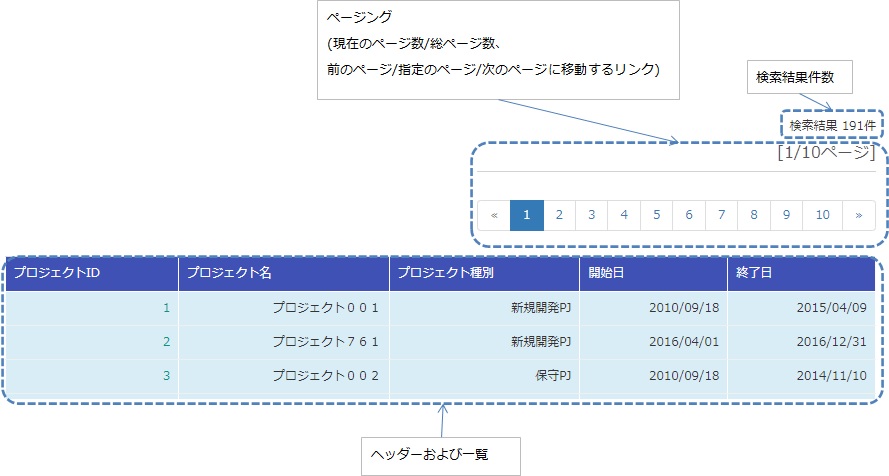 ページング
(現在のページ数/総ページ数、
前のページ/指定のページ/次のページに移動するリンク)
検索結果件数
検索結果 191件
[1/10ページ]
« 1 2 3 4 5 6 7 8 9 10 »
プロジェクトID プロジェクト名 プロジェクト種別 開始日 終了日
1 プロジェクト００１ 新規開発PJ 2010/09/18 2015/04/09
2 プロジェクト７６１ 新規開発PJ 2016/04/01 2016/12/31
3 プロジェクト００２ 保守PJ 2010/09/18 2014/11/10
ヘッダーおよび一覧